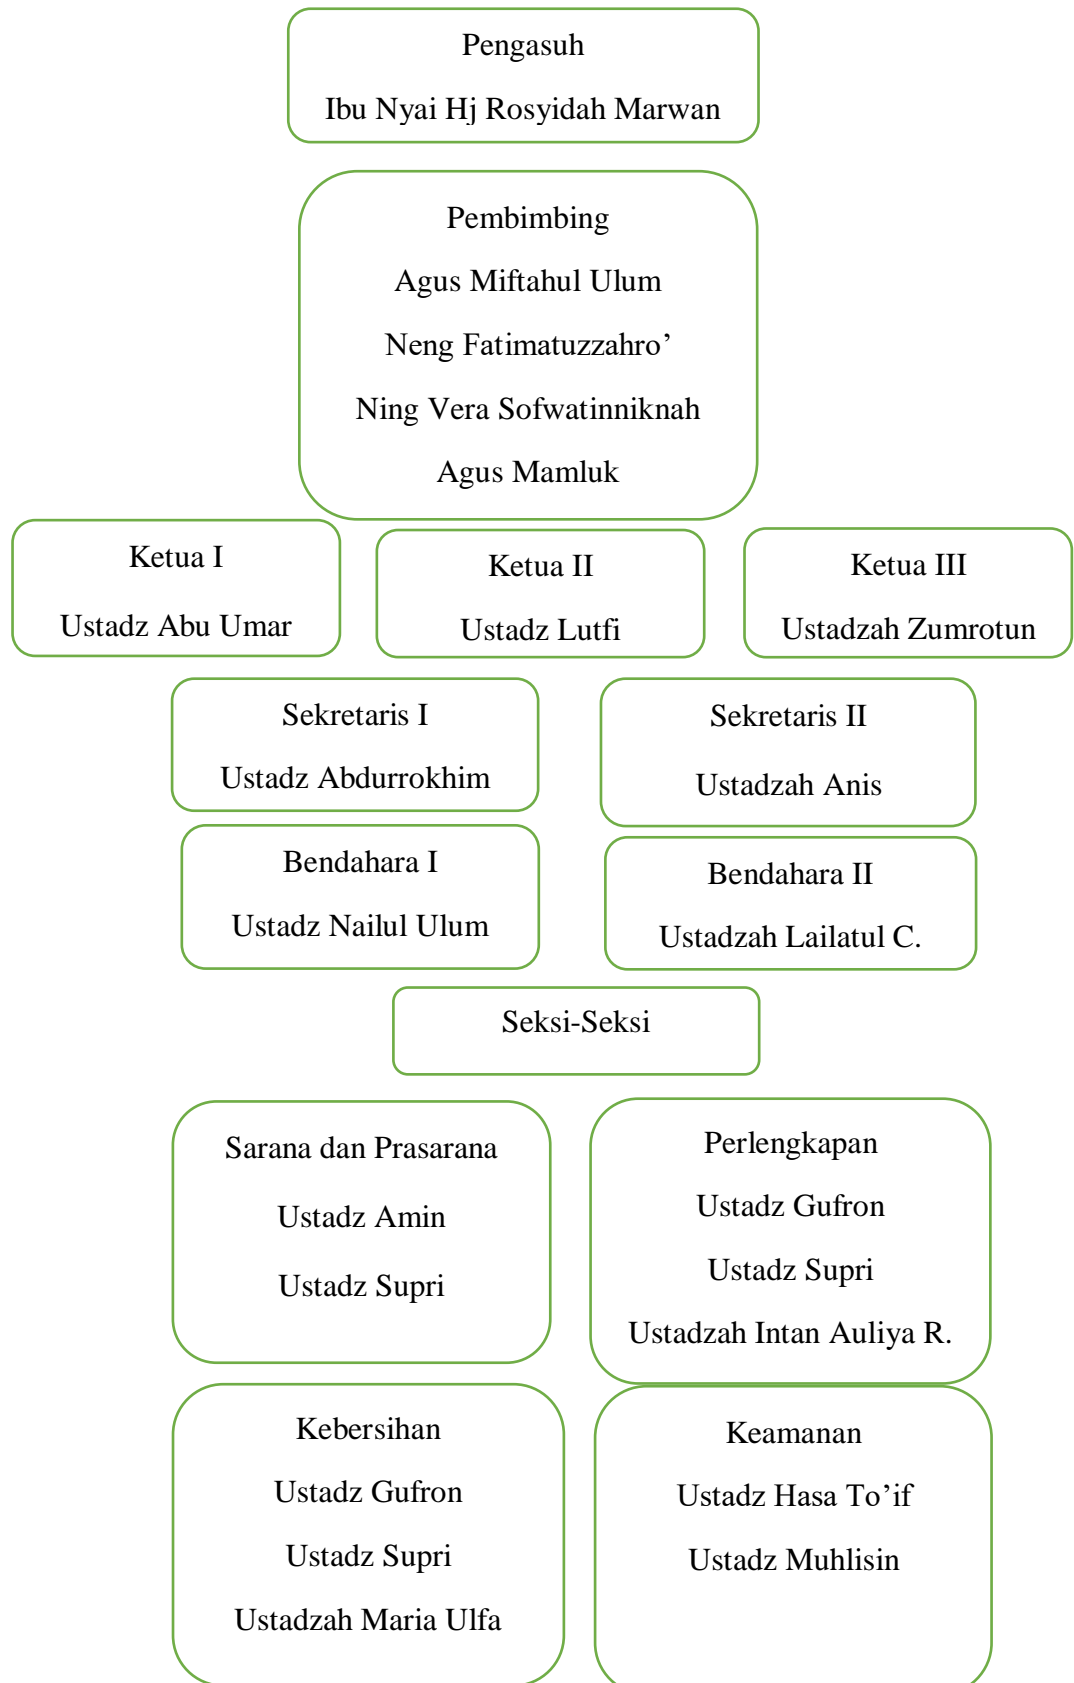 Pengasuh
Ibu Nyai Hj Rosyidah Marwan
Pembimbing
Agus Miftahul Ulum
Neng Fatimatuzzahro’
Ning Vera Sofwatinniknah
Agus Mamluk
Ketua I
Ustadz Abu Umar
Ketua II
Ustadz Lutfi
Ketua III
Ustadzah Zumrotun
Sekretaris I
Ustadz Abdurrokhim
Sekretaris II
Ustadzah Anis
Bendahara I
Ustadz Nailul Ulum
Bendahara II
Ustadzah Lailatul C.
Seksi-Seksi
Sarana dan Prasarana
Ustadz Amin
Ustadz Supri
Perlengkapan
Ustadz Gufron
Ustadz Supri
Ustadzah Intan Auliya R.
Kebersihan
Ustadz Gufron
Ustadz Supri
Ustadzah Maria Ulfa
Keamanan
Ustadz Hasa To’if
Ustadz Muhlisin